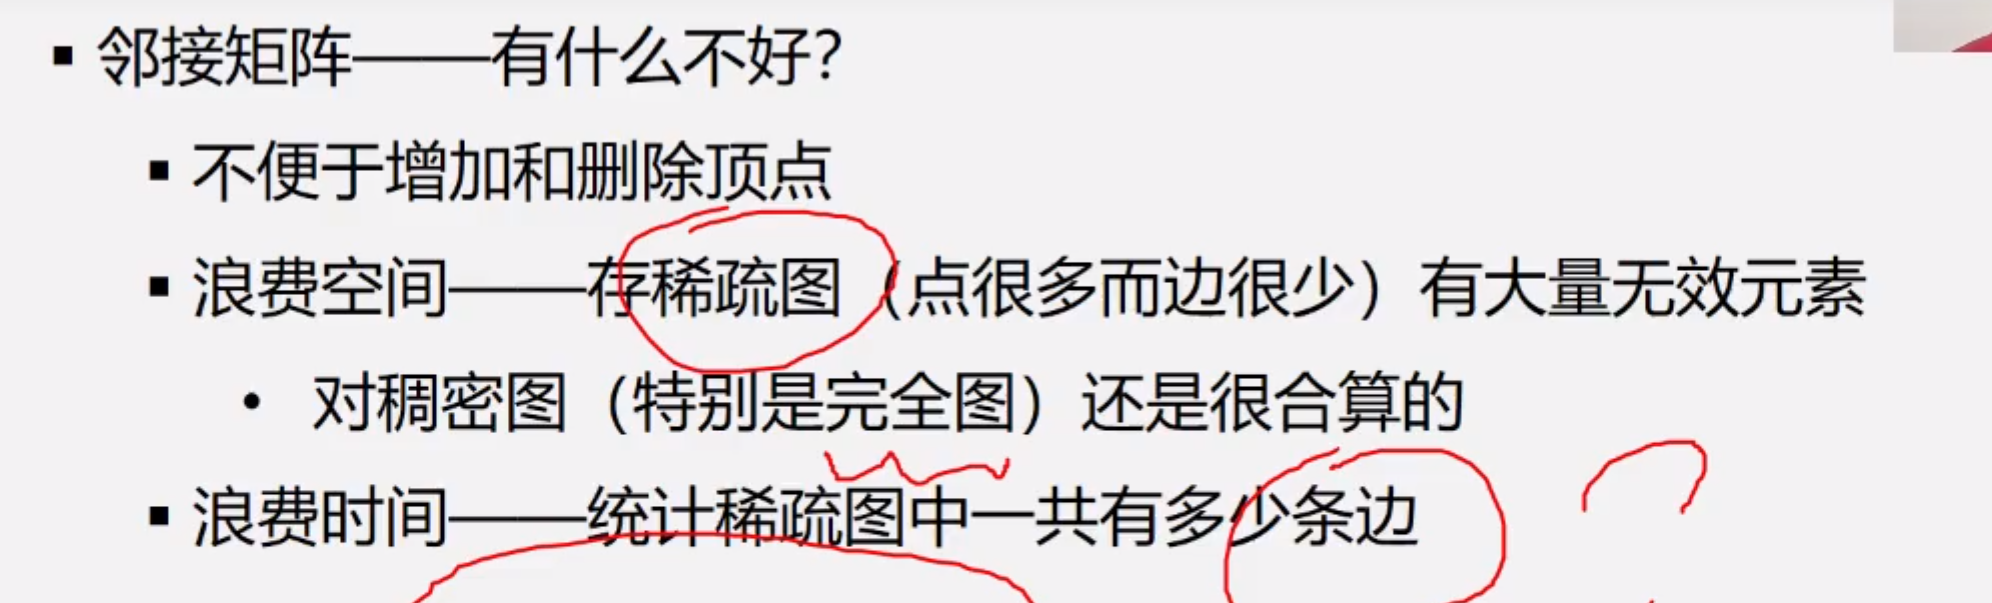 ▪ 邻接矩阵——有什么不好？
▪ 不便于增加和删除顶点
▪ 浪费空间——存稀疏图（点很多而边很少）有大量无效元素
• 对稠密图（特别是完全图）还是很合算的
▪ 浪费时间——统计稀疏图中一共有多少条边